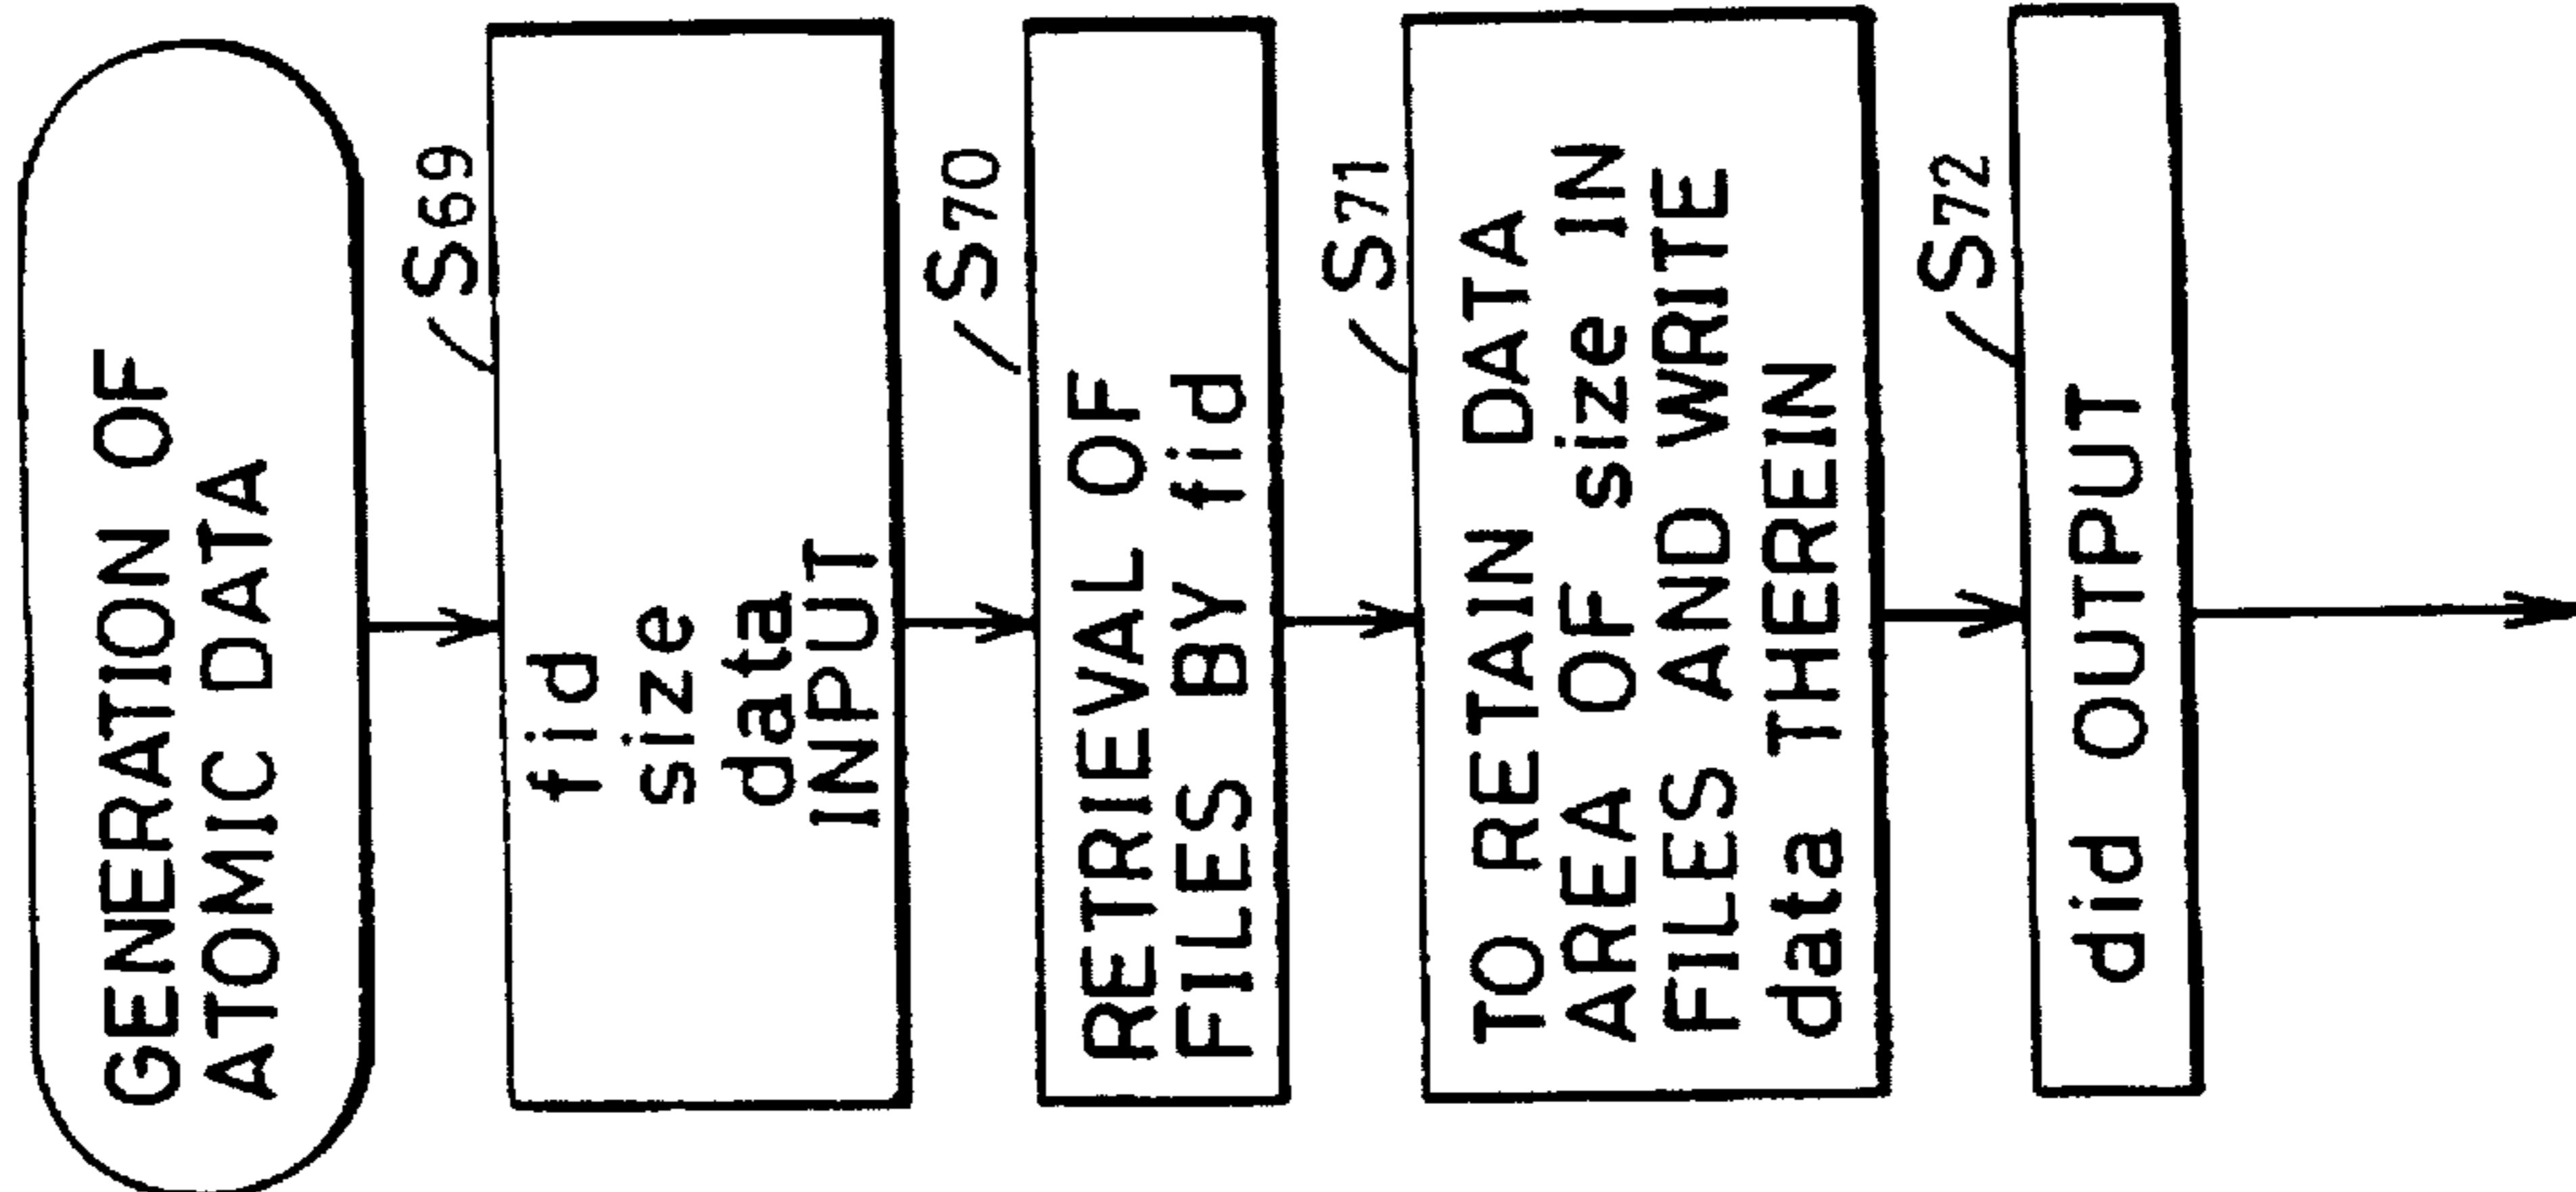 GENERATION OF
ATOMIC DATA
S69
fid
size
data
INPUT
S70
RETRIEVAL OF
FILES BY fid
S71
TO RETAIN DATA
AREA OF size IN
FILES AND WRITE
data THEREIN
S72
did OUTPUT